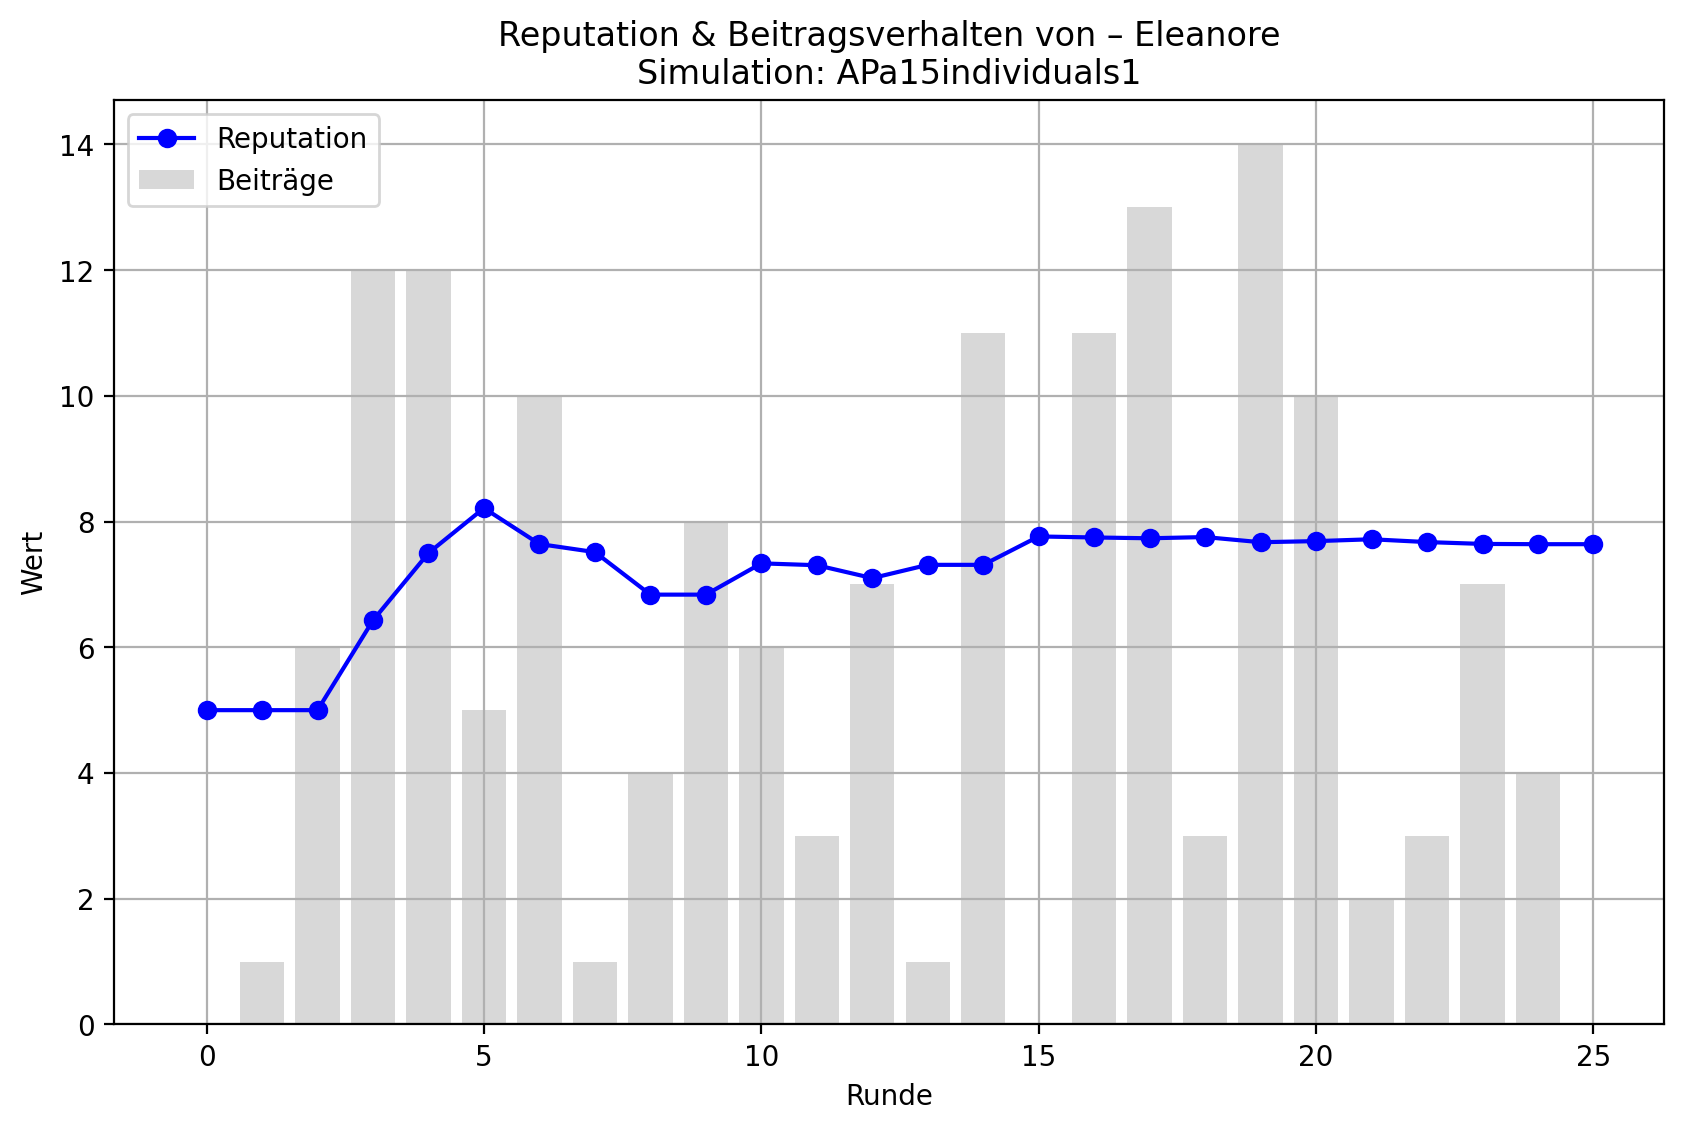 Reputation & Beitragsverhalten von – Eleanore
Simulation: APa15individuals1
Reputation
Beiträge
Wert
14
12
10
8
6
4
2
0
0 5 10 15 20 25
Runde